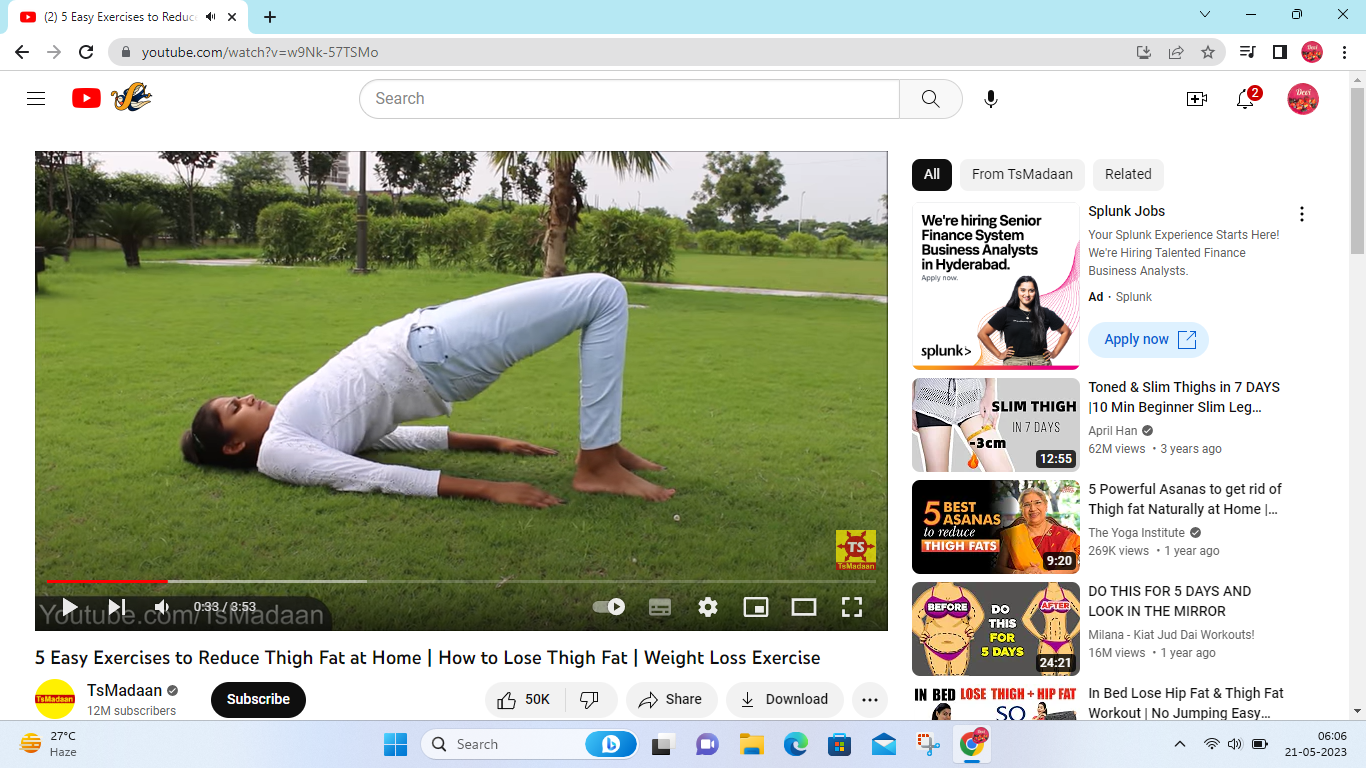 (2) 5 Easy Exercises to Reduce
youtube.com/watch?v=w9Nk-57TSMo
Search
2
Devi
All
From TsMadaan
Related
We're hiring Senior
Finance System
Business Analysts
in Hyderabad.
Apply now.
splunk>
Splunk Jobs
Your Splunk Experience Starts Here!
We're Hiring Talented Finance
Business Analysts.
Ad · Splunk
Apply now
SLIM THIGH
IN 7 DAYS
-3cm
12:55
Toned & Slim Thighs in 7 DAYS
|10 Min Beginner Slim Leg...
April Han
62M views • 3 years ago
5 BEST
ASANAS
to reduce
THIGH FATS
9:20
5 Powerful Asanas to get rid of
Thigh fat Naturally at Home |...
The Yoga Institute
269K views • 1 year ago
BEFORE
DO
THIS
FOR
5 DAYS
AFTER
24:21
DO THIS FOR 5 DAYS AND
LOOK IN THE MIRROR
Milana - Kiat Jud Dai Workouts!
16M views • 1 year ago
IN BED LOSE THIGH + HIP FAT
SO
In Bed Lose Hip Fat & Thigh Fat
Workout | No Jumping Easy...
TS
TsMadaan
0:33 / 3:53
Youtube.com/TsMadaan
5 Easy Exercises to Reduce Thigh Fat at Home | How to Lose Thigh Fat | Weight Loss Exercise
TsMadaan
TsMadaan
12M subscribers
Subscribe
50K
Share
Download
27°C
Haze
Search
06:06
21-05-2023